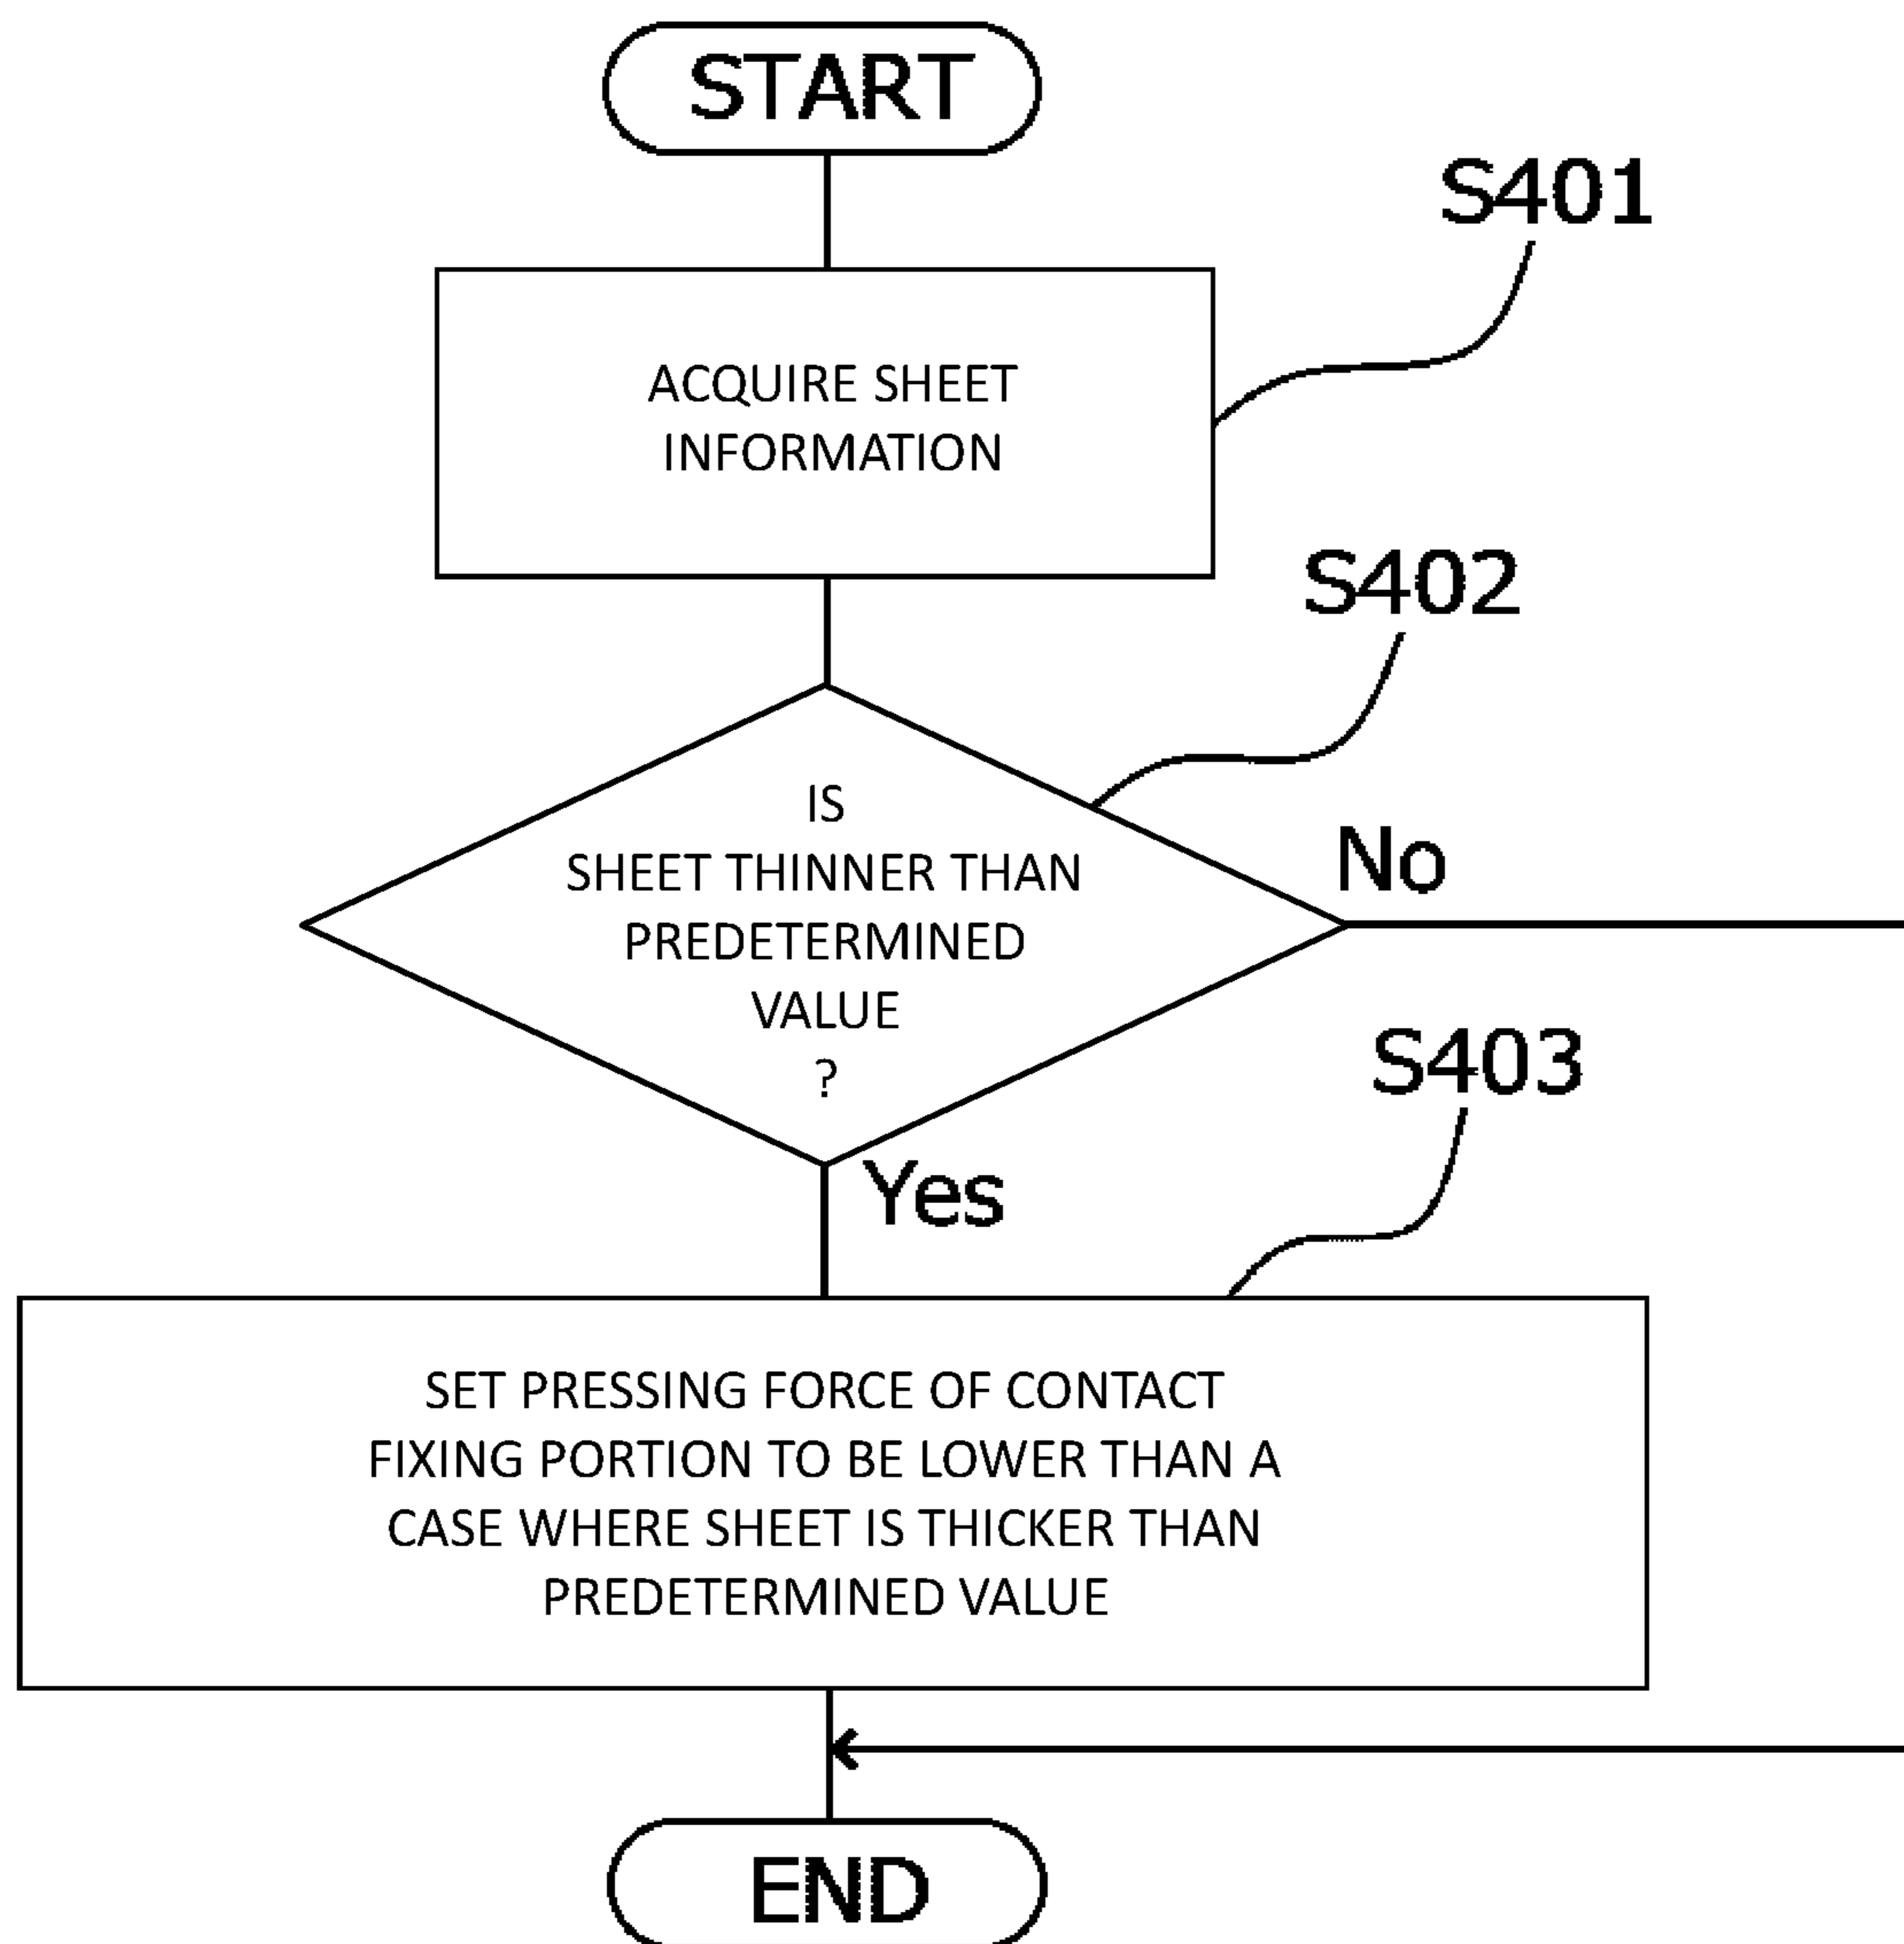 START
S401
ACQUIRE SHEET
INFORMATION
S402
IS
SHEET THINNER THAN
PREDETERMINED
VALUE
?
No
Yes
S403
SET PRESSING FORCE OF CONTACT
FIXING PORTION TO BE LOWER THAN A
CASE WHERE SHEET IS THICKER THAN
PREDETERMINED VALUE
END